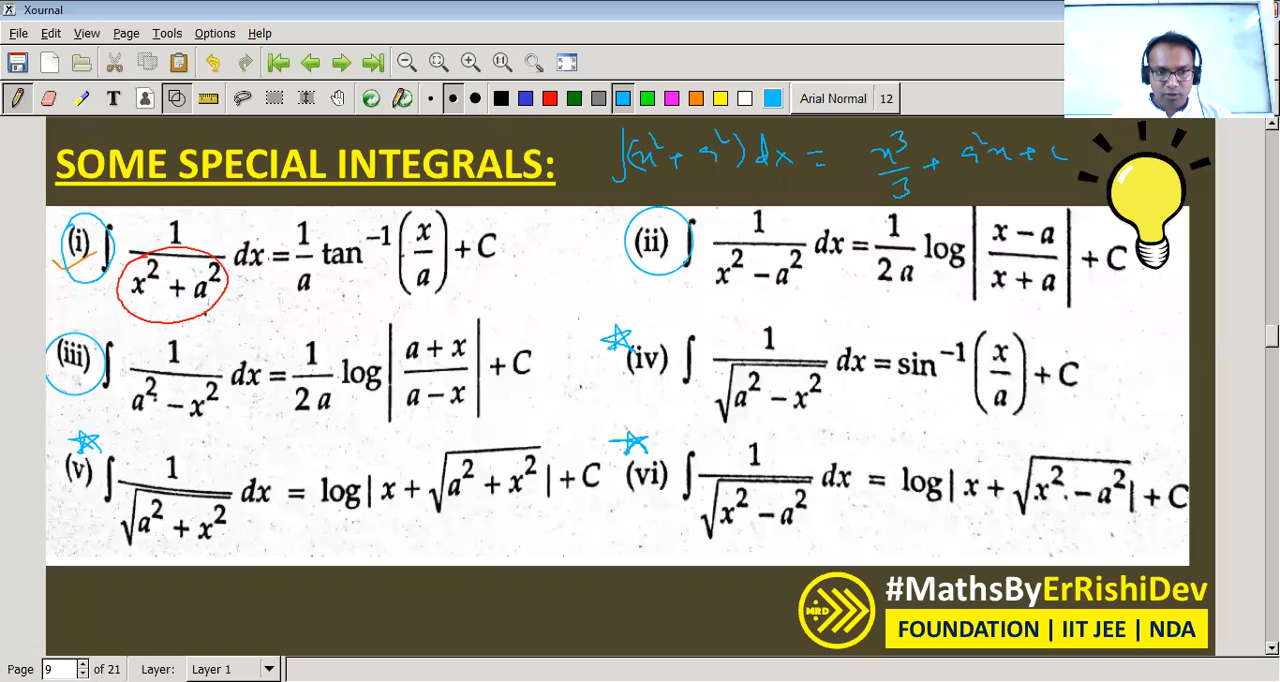 Xournal
File Edit View Page Tools Options Help
Arial Normal 12
SOME SPECIAL INTEGRALS:
∫(x² + a²) dx = x³/3 + a²x + c
(i) ∫ 1/(x² + a²) dx = 1/a tan⁻¹(x/a) + C
(ii) ∫ 1/(x² − a²) dx = 1/2a log |(x − a)/(x + a)| + C
(iii) ∫ 1/(a² − x²) dx = 1/2a log |(a + x)/(a − x)| + C
(iv) ∫ 1/√(a² − x²) dx = sin⁻¹(x/a) + C
(v) ∫ 1/√(a² + x²) dx = log | x + √(a² + x²) | + C
(vi) ∫ 1/√(x² − a²) dx = log | x + √(x² − a²) | + C
MRD
#MathsByErRishiDev
FOUNDATION | IIT JEE | NDA
Page 9 of 21 Layer: Layer 1